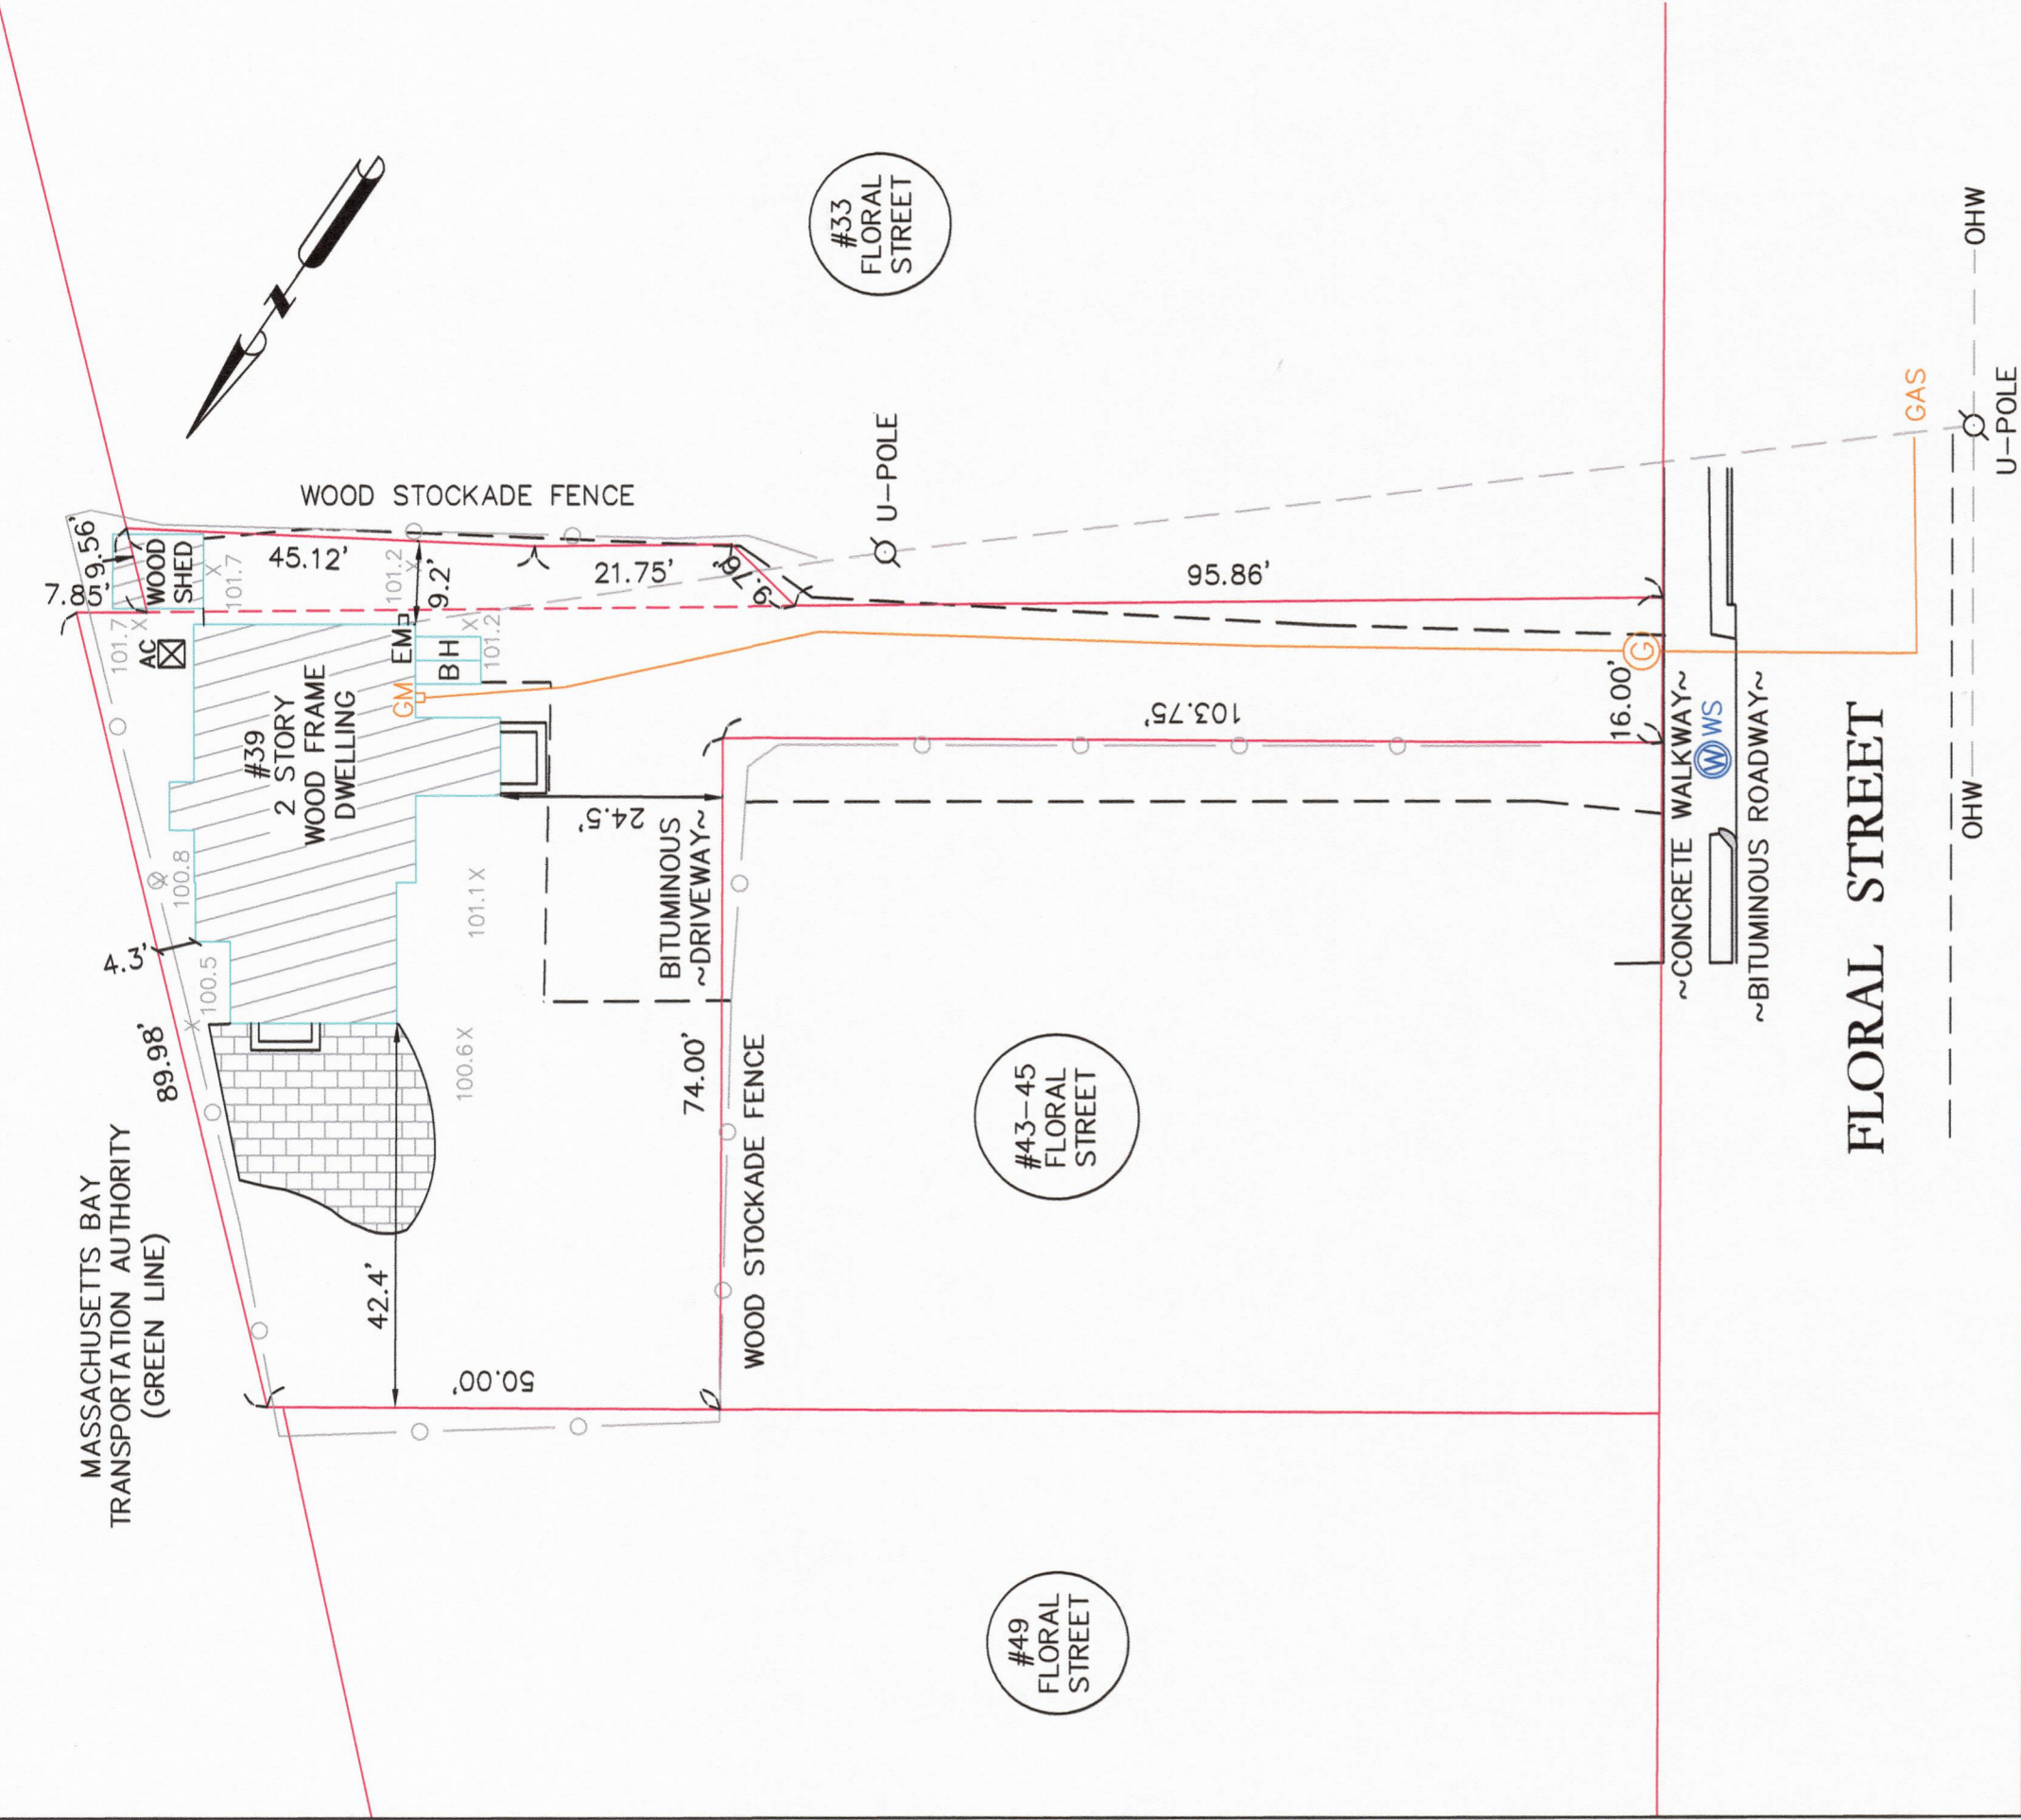 MASSACHUSETTS BAY
TRANSPORTATION AUTHORITY
(GREEN LINE)
89.98'
4.3'
7.85'
9.56'
WOOD
SHED
101.7
101.7
AC
45.12'
101.2
9.2'
EM
GM
BH
101.2
WOOD STOCKADE FENCE
21.75'
9.70'
#39
2 STORY
WOOD FRAME
DWELLING
100.8
100.5
101.1
100.6
42.4'
50.00'
24.5'
BITUMINOUS
~DRIVEWAY~
74.00'
WOOD STOCKADE FENCE
103.75'
95.86'
16.00'
U-POLE
#33
FLORAL
STREET
#43-45
FLORAL
STREET
#49
FLORAL
STREET
G
~CONCRETE WALKWAY~
W WS
~BITUMINOUS ROADWAY~
FLORAL STREET
GAS
OHW
OHW
U-POLE